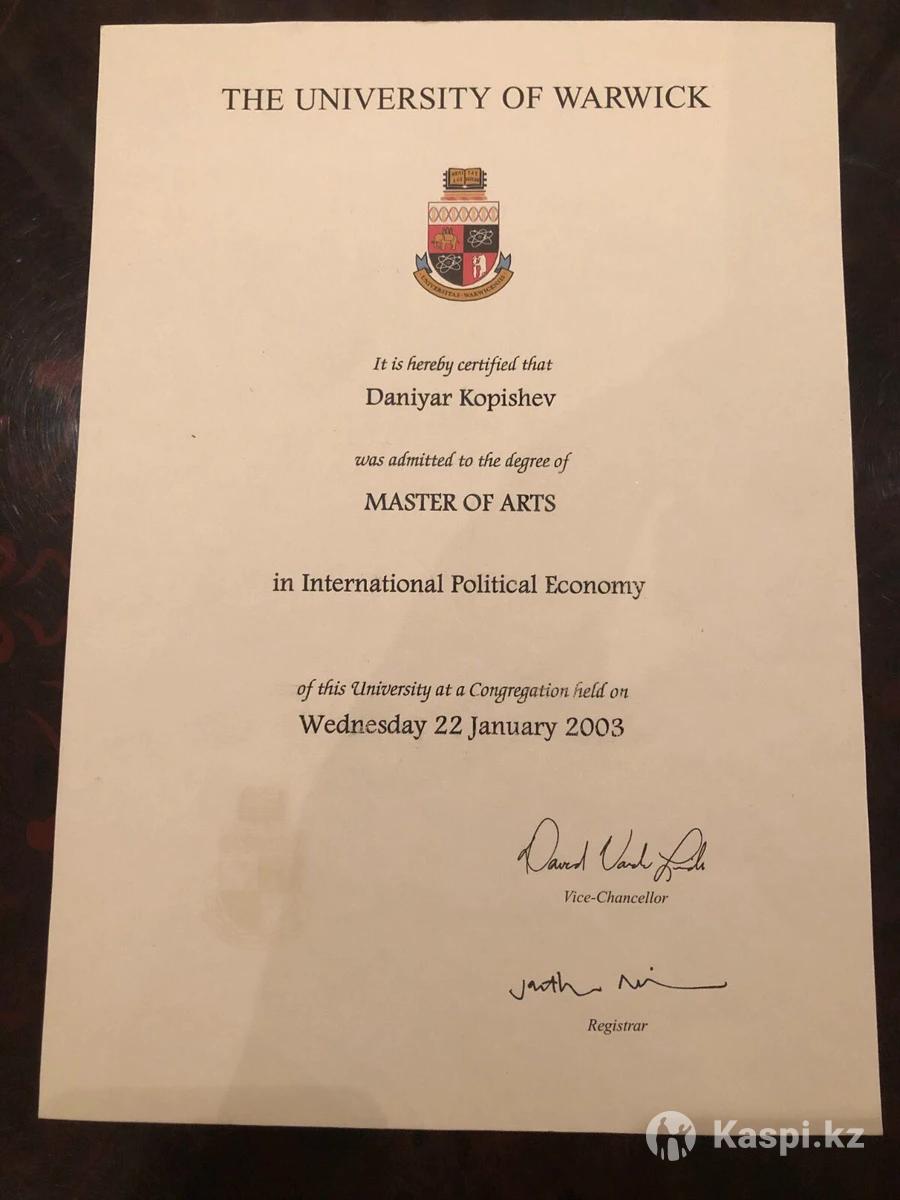 THE UNIVERSITY OF WARWICK
UNIVERSITAS WARWICENSIS
It is hereby certified that
Daniyar Kopishev
was admitted to the degree of
MASTER OF ARTS
in International Political Economy
of this University at a Congregation held on
Wednesday 22 January 2003
Vice-Chancellor
Registrar
Kaspi.kz